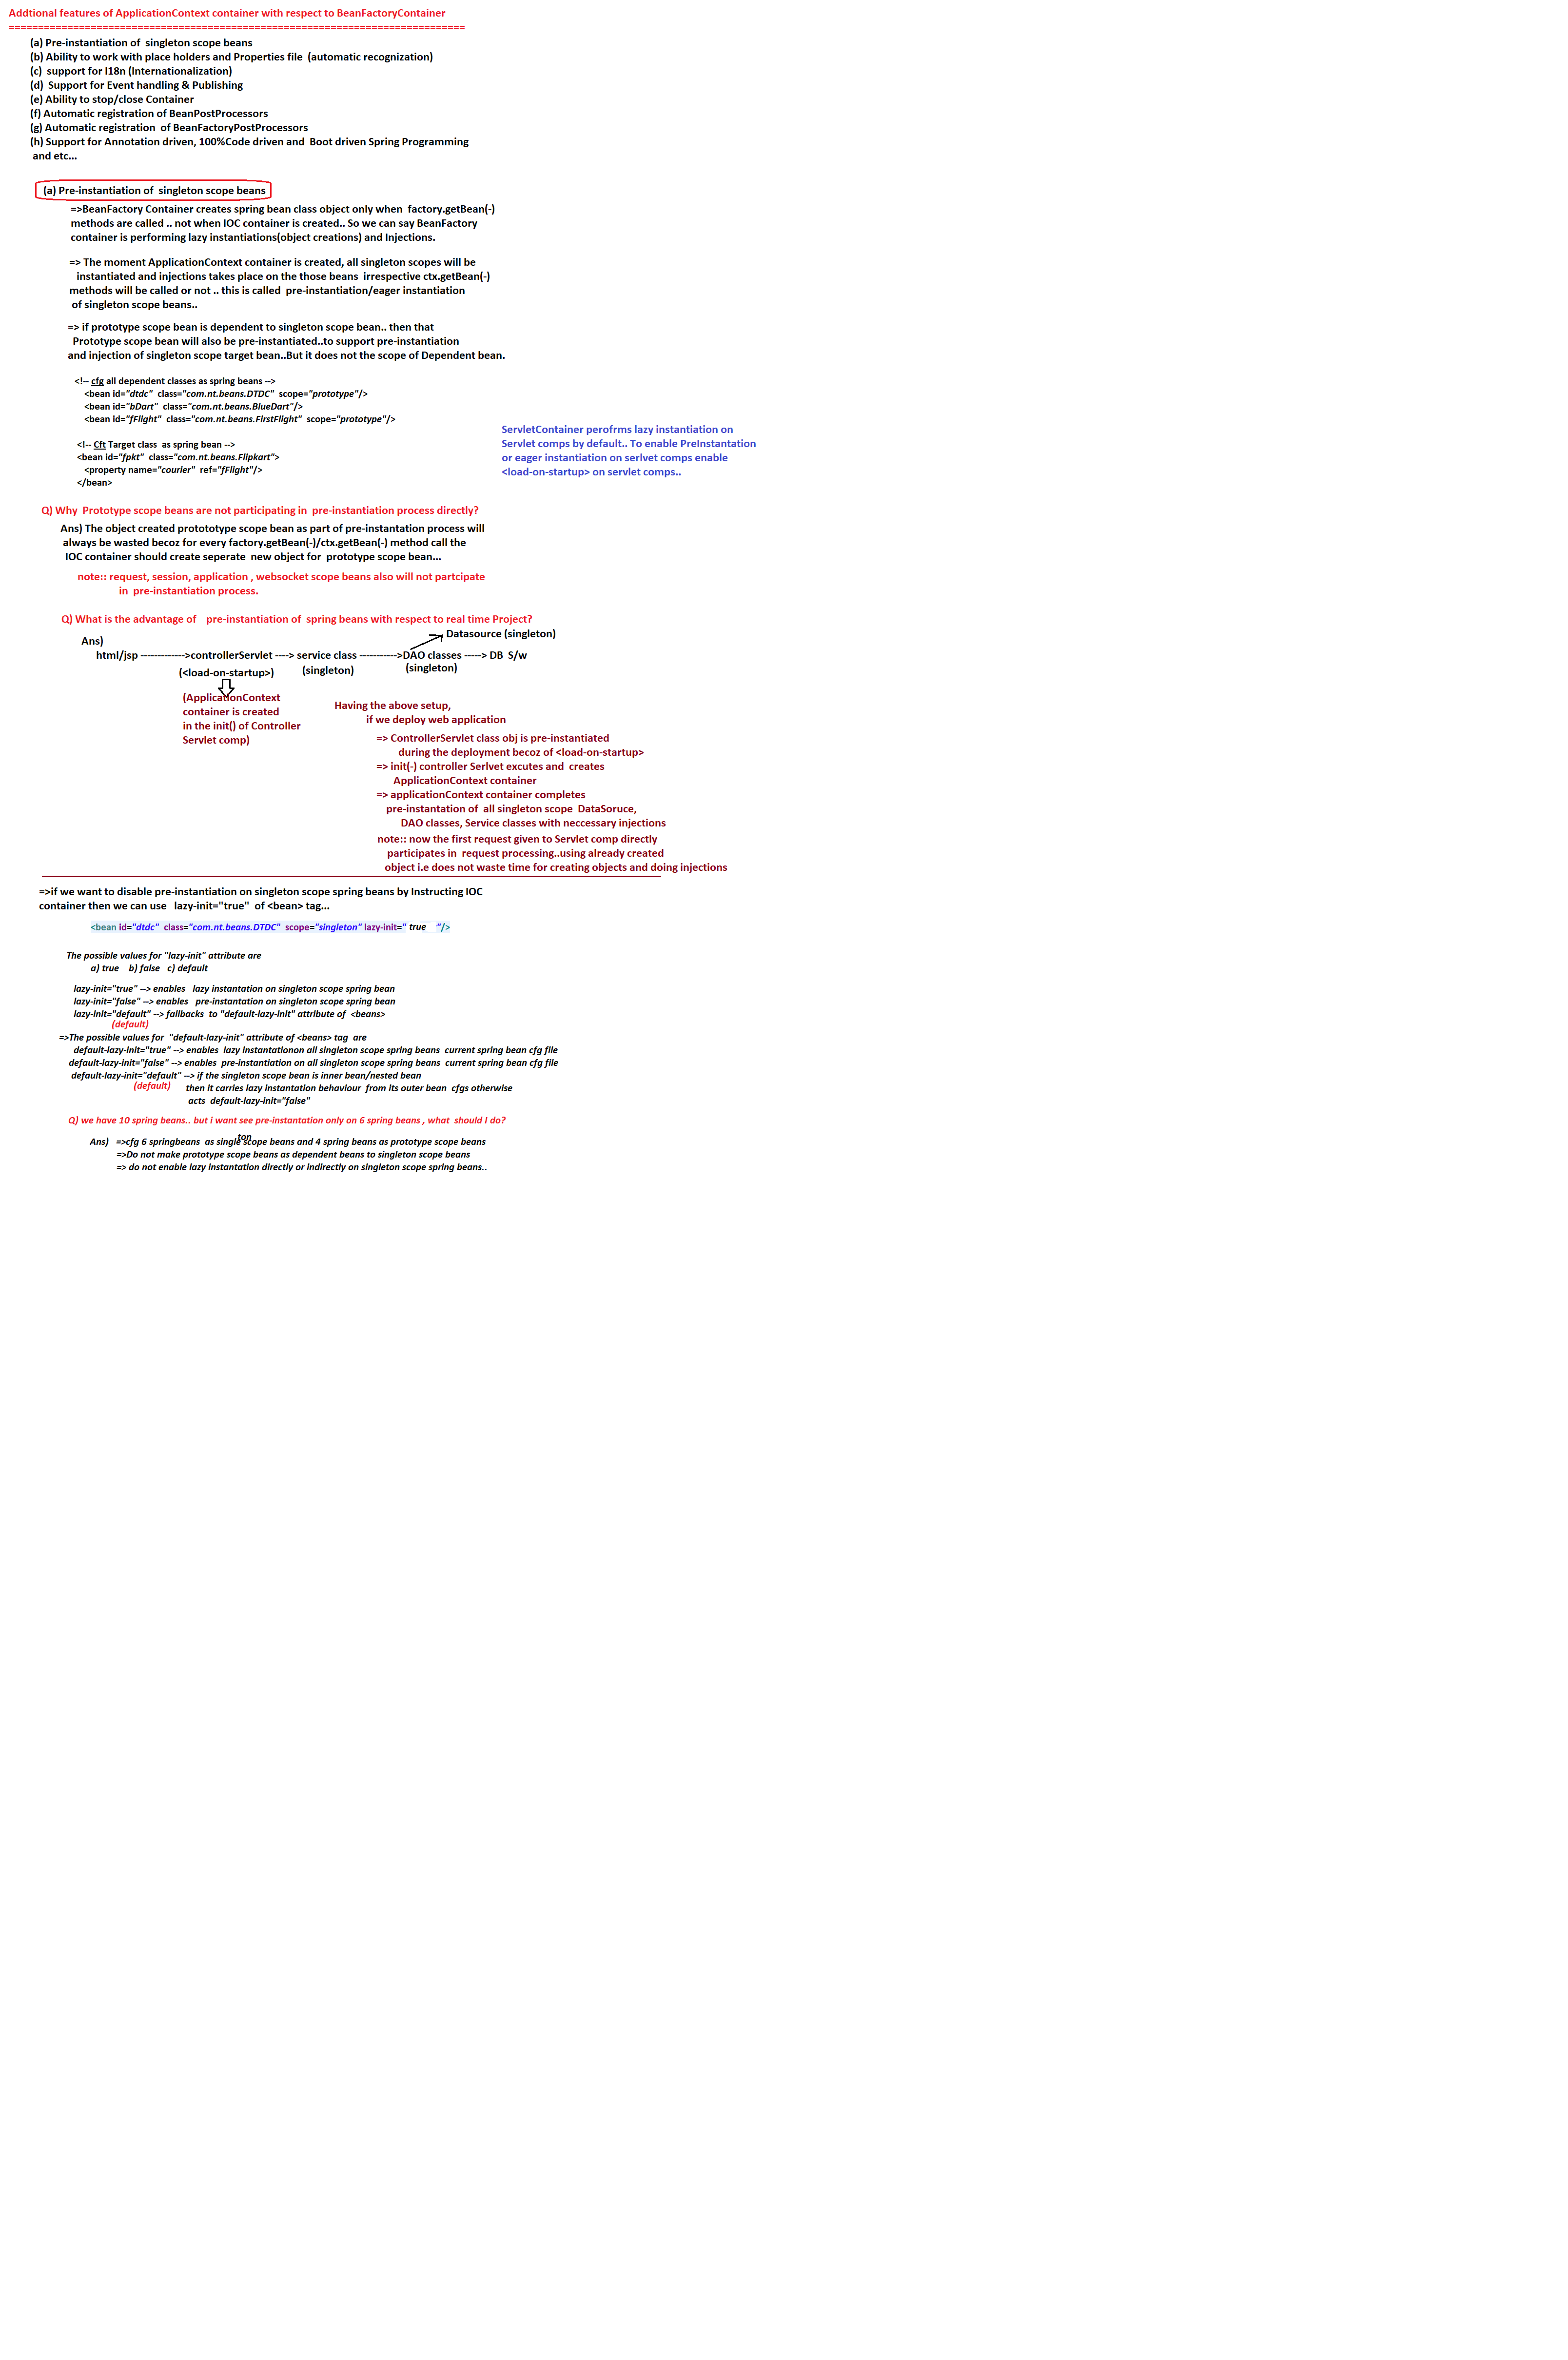 Addtional features of ApplicationContext container with respect to BeanFactoryContainer
==============================================================================
(a) Pre-instantiation of  singleton scope beans
(b) Ability to work with place holders and Properties file  (automatic recognization)
(c)  support for I18n (Internationalization)
(d)  Support for Event handling & Publishing
(e) Ability to stop/close Container
(f) Automatic registration of BeanPostProcessors
(g) Automatic registration  of BeanFactoryPostProcessors
(h) Support for Annotation driven, 100%Code driven and  Boot driven Spring Programming
and etc...
(a) Pre-instantiation of  singleton scope beans
=>BeanFactory Container creates spring bean class object only when  factory.getBean(-)
methods are called .. not when IOC container is created.. So we can say BeanFactory
container is performing lazy instantiations(object creations) and Injections.
=> The moment ApplicationContext container is created, all singleton scopes will be
instantiated and injections takes place on the those beans  irrespective ctx.getBean(-)
methods will be called or not .. this is called  pre-instantiation/eager instantiation
of singleton scope beans..
=> if prototype scope bean is dependent to singleton scope bean.. then that
Prototype scope bean will also be pre-instantiated..to support pre-instantiation
and injection of singleton scope target bean..But it does not the scope of Dependent bean.
<!-- cfg all dependent classes as spring beans -->
<bean id="dtdc"  class="com.nt.beans.DTDC"  scope="prototype"/>
<bean id="bDart"  class="com.nt.beans.BlueDart"/>
<bean id="fFlight"  class="com.nt.beans.FirstFlight"  scope="prototype"/>
<!-- Cft Target class  as spring bean -->
<bean id="fpkt"  class="com.nt.beans.Flipkart">
<property name="courier"  ref="fFlight"/>
</bean>
ServletContainer perofrms lazy instantiation on
Servlet comps by default.. To enable PreInstantation
or eager instantiation on serlvet comps enable
<load-on-startup> on servlet comps..
Q) Why  Prototype scope beans are not participating in  pre-instantiation process directly?
Ans) The object created protototype scope bean as part of pre-instantation process will
always be wasted becoz for every factory.getBean(-)/ctx.getBean(-) method call the
IOC container should create seperate  new object for  prototype scope bean...
note:: request, session, application , websocket scope beans also will not partcipate
in  pre-instantiation process.
Q) What is the advantage of    pre-instantiation of  spring beans with respect to real time Project?
Datasource (singleton)
Ans)
html/jsp ------------->controllerServlet ----> service class ----------->DAO classes -----> DB  S/w
(<load-on-startup>)          (singleton)          (singleton)
(ApplicationContext
container is created
in the init() of Controller
Servlet comp)
Having the above setup,
if we deploy web application
=> ControllerServlet class obj is pre-instantiated
during the deployment becoz of <load-on-startup>
=> init(-) controller Serlvet excutes and  creates
ApplicationContext container
=> applicationContext container completes
pre-instantation of  all singleton scope  DataSoruce,
DAO classes, Service classes with neccessary injections
note:: now the first request given to Servlet comp directly
participates in  request processing..using already created
object i.e does not waste time for creating objects and doing injections
=>if we want to disable pre-instantiation on singleton scope spring beans by Instructing IOC
container then we can use   lazy-init="true"  of <bean> tag...
<bean id="dtdc"  class="com.nt.beans.DTDC"  scope="singleton" lazy-init=" true    "/>
The possible values for "lazy-init" attribute are
a) true    b) false   c) default
lazy-init="true" --> enables   lazy instantation on singleton scope spring bean
lazy-init="false" --> enables   pre-instantation on singleton scope spring bean
lazy-init="default" --> fallbacks  to "default-lazy-init" attribute of  <beans>
(default)
=>The possible values for  "default-lazy-init" attribute of <beans> tag  are
default-lazy-init="true" --> enables  lazy instantationon all singleton scope spring beans  current spring bean cfg file
default-lazy-init="false" --> enables  pre-instantiation on all singleton scope spring beans  current spring bean cfg file
default-lazy-init="default" --> if the singleton scope bean is inner bean/nested bean
(default)      then it carries lazy instantation behaviour  from its outer bean  cfgs otherwise
acts  default-lazy-init="false"
Q) we have 10 spring beans.. but i want see pre-instantation only on 6 spring beans , what  should I do?
ton
Ans)   =>cfg 6 springbeans  as single scope beans and 4 spring beans as prototype scope beans
=>Do not make prototype scope beans as dependent beans to singleton scope beans
=> do not enable lazy instantation directly or indirectly on singleton scope spring beans..